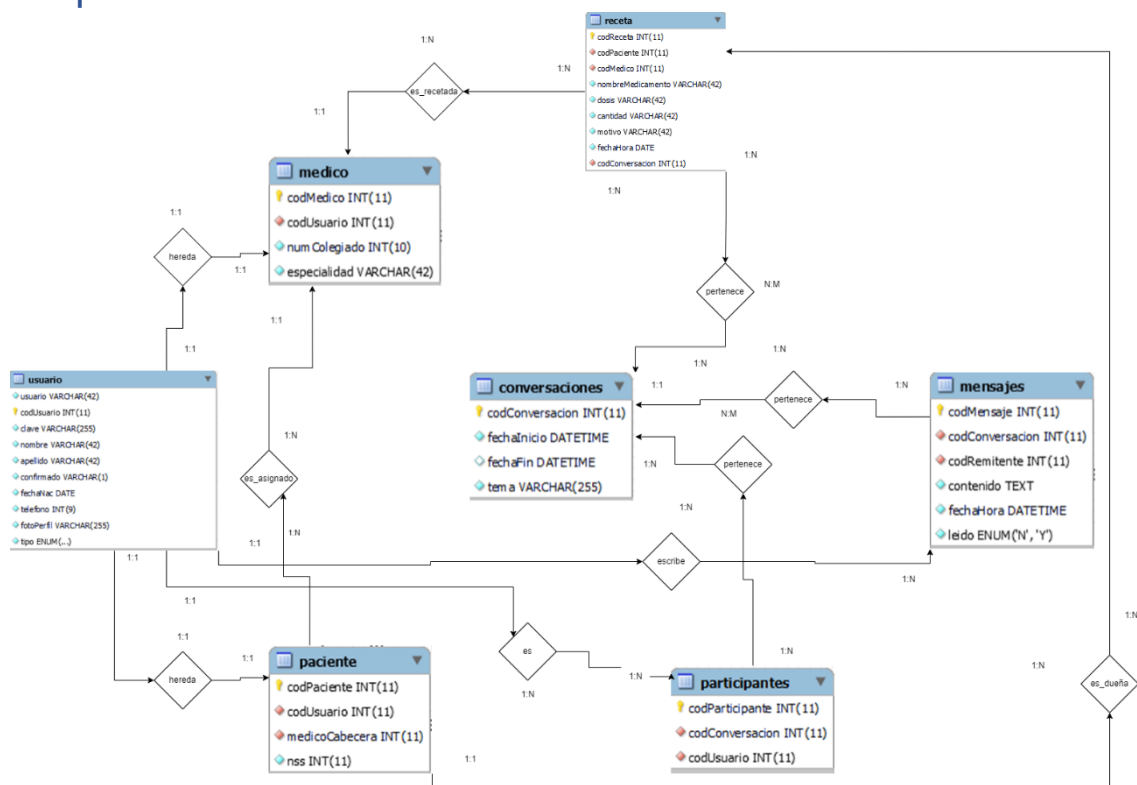 receta
codReceta INT(11)
codPaciente INT(11)
codMedico INT(11)
nombreMedicamento VARCHAR(42)
dosis VARCHAR(42)
cantidad VARCHAR(42)
motivo VARCHAR(42)
fechaHora DATE
codConversacion INT(11)
1:N
1:N
es_recetada
1:1
1:N
1:N
medico
codMedico INT(11)
codUsuario INT(11)
numColegiado INT(10)
especialidad VARCHAR(42)
1:1
hereda
1:1
1:1
1:1
pertenece
N:M
usuario
usuario VARCHAR(42)
codUsuario INT(11)
clave VARCHAR(255)
nombre VARCHAR(42)
apellido VARCHAR(42)
confirmado VARCHAR(1)
fechaNac DATE
telefono INT(9)
fotoPerfil VARCHAR(255)
tipo ENUM(...)
1:N
es_asignado
1:N
1:1
conversaciones
codConversacion INT(11)
fechaInicio DATETIME
fechaFin DATETIME
tema VARCHAR(255)
1:N
1:1
N:M
pertenece
1:N
1:N
pertenece
1:N
mensajes
codMensaje INT(11)
codConversacion INT(11)
codRemitente INT(11)
contenido TEXT
fechaHora DATETIME
leido ENUM('N', 'Y')
1:1
escribe
1:N
1:1
1:1
hereda
1:1
es
1:N
1:N
1:N
paciente
codPaciente INT(11)
codUsuario INT(11)
medicoCabecera INT(11)
nss INT(11)
1:1
participantes
codParticipante INT(11)
codConversacion INT(11)
codUsuario INT(11)
1:N
1:N
es_dueña